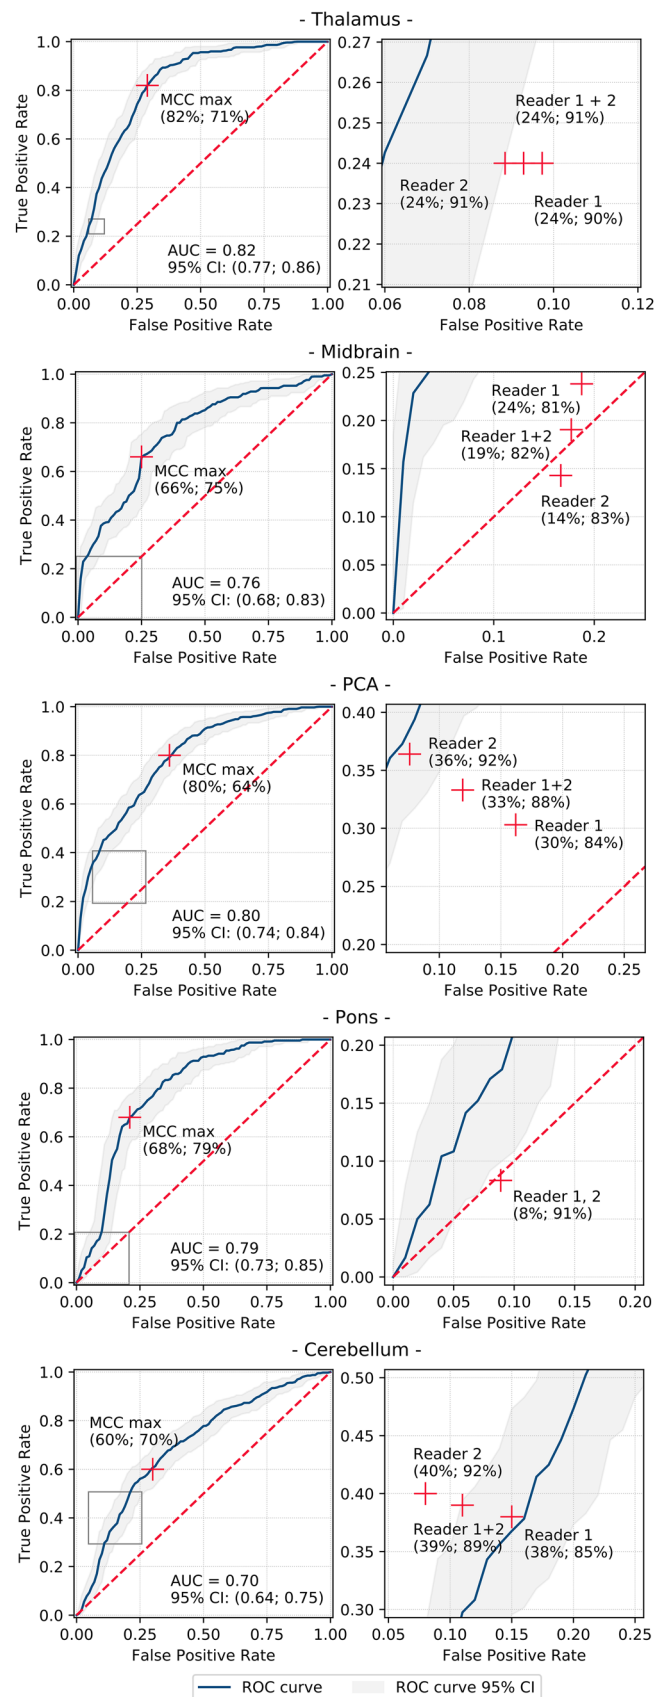 - Thalamus -
1.0
0.8
0.6
0.4
0.2
0.0
True Positive Rate
MCC max
(82%; 71%)
AUC = 0.82
95% CI: (0.77; 0.86)
0.00 0.25 0.50 0.75 1.00
False Positive Rate
0.27
0.26
0.25
0.24
0.23
0.22
0.21
Reader 1 + 2
(24%; 91%)
Reader 2
(24%; 91%)
Reader 1
(24%; 90%)
0.06 0.08 0.10 0.12
False Positive Rate
- Midbrain -
1.0
0.8
0.6
0.4
0.2
0.0
True Positive Rate
MCC max
(66%; 75%)
AUC = 0.76
95% CI: (0.68; 0.83)
0.00 0.25 0.50 0.75 1.00
False Positive Rate
0.25
0.20
0.15
0.10
0.05
0.00
Reader 1
(24%; 81%)
Reader 1+2
(19%; 82%)
Reader 2
(14%; 83%)
0.0 0.1 0.2
False Positive Rate
- PCA -
1.0
0.8
0.6
0.4
0.2
0.0
True Positive Rate
MCC max
(80%; 64%)
AUC = 0.80
95% CI: (0.74; 0.84)
0.00 0.25 0.50 0.75 1.00
False Positive Rate
0.40
0.35
0.30
0.25
0.20
Reader 2
(36%; 92%)
Reader 1+2
(33%; 88%)
Reader 1
(30%; 84%)
0.10 0.15 0.20 0.25
False Positive Rate
- Pons -
1.0
0.8
0.6
0.4
0.2
0.0
True Positive Rate
MCC max
(68%; 79%)
AUC = 0.79
95% CI: (0.73; 0.85)
0.00 0.25 0.50 0.75 1.00
False Positive Rate
0.20
0.15
0.10
0.05
0.00
Reader 1, 2
(8%; 91%)
0.00 0.05 0.10 0.15 0.20
False Positive Rate
- Cerebellum -
1.0
0.8
0.6
0.4
0.2
0.0
True Positive Rate
MCC max
(60%; 70%)
AUC = 0.70
95% CI: (0.64; 0.75)
0.00 0.25 0.50 0.75 1.00
False Positive Rate
0.50
0.45
0.40
0.35
0.30
Reader 2
(40%; 92%)
Reader 1+2
(39%; 89%)
Reader 1
(38%; 85%)
0.05 0.10 0.15 0.20 0.25
False Positive Rate
ROC curve ROC curve 95% CI